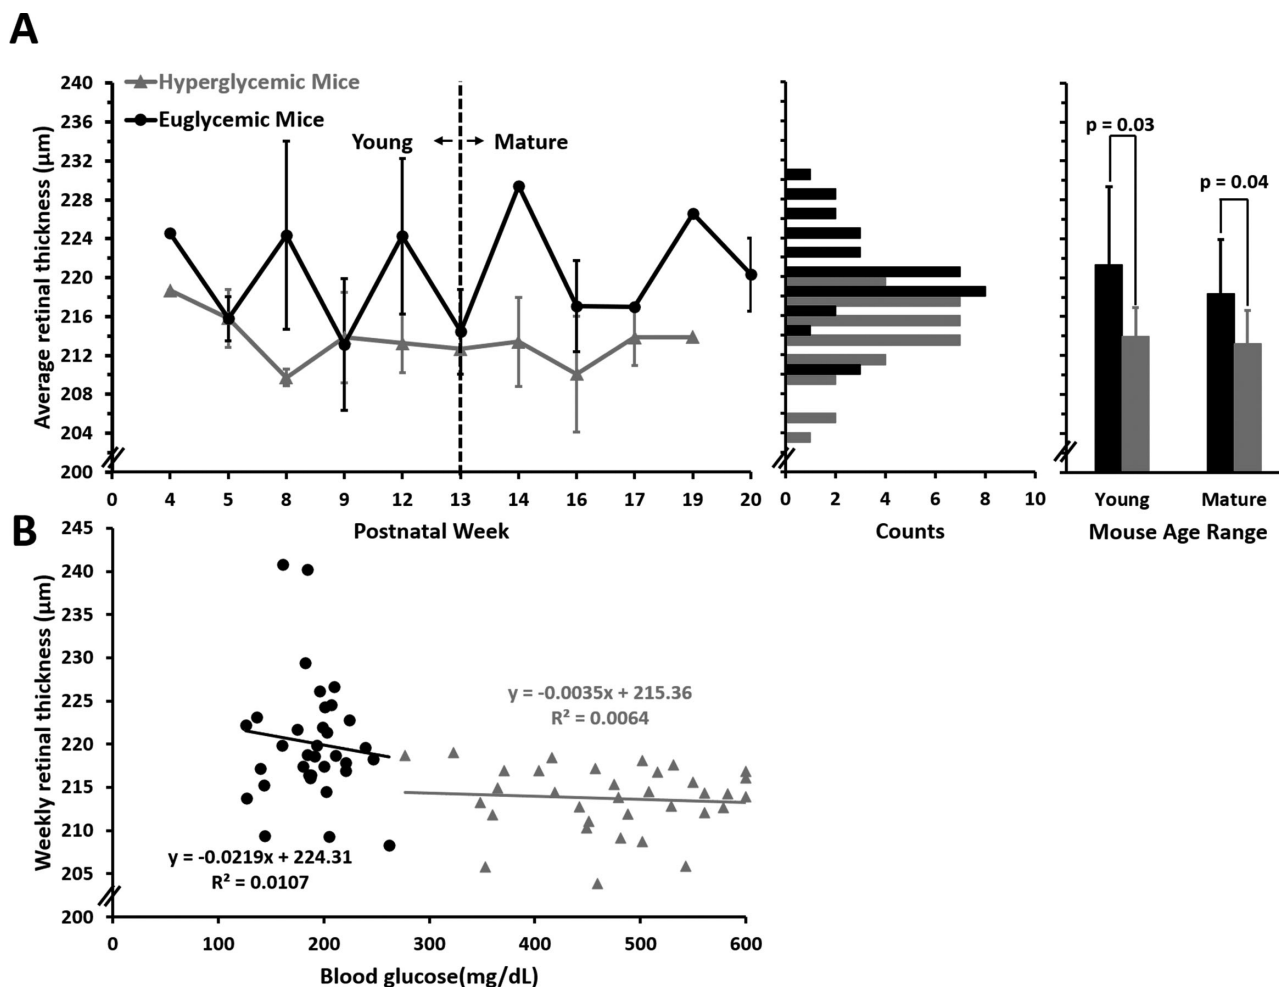 A
Hyperglycemic Mice
Euglycemic Mice
Young
Mature
Average retinal thickness (μm)
240
236
232
228
224
220
216
212
208
204
200
0 4 5 8 9 12 13 14 16 17 19 20
Postnatal Week
0 2 4 6 8 10
Counts
p = 0.03
p = 0.04
Young Mature
Mouse Age Range
B
Weekly retinal thickness (μm)
245
240
235
230
225
220
215
210
205
200
y = -0.0035x + 215.36
R² = 0.0064
y = -0.0219x + 224.31
R² = 0.0107
0 100 200 300 400 500 600
Blood glucose(mg/dL)